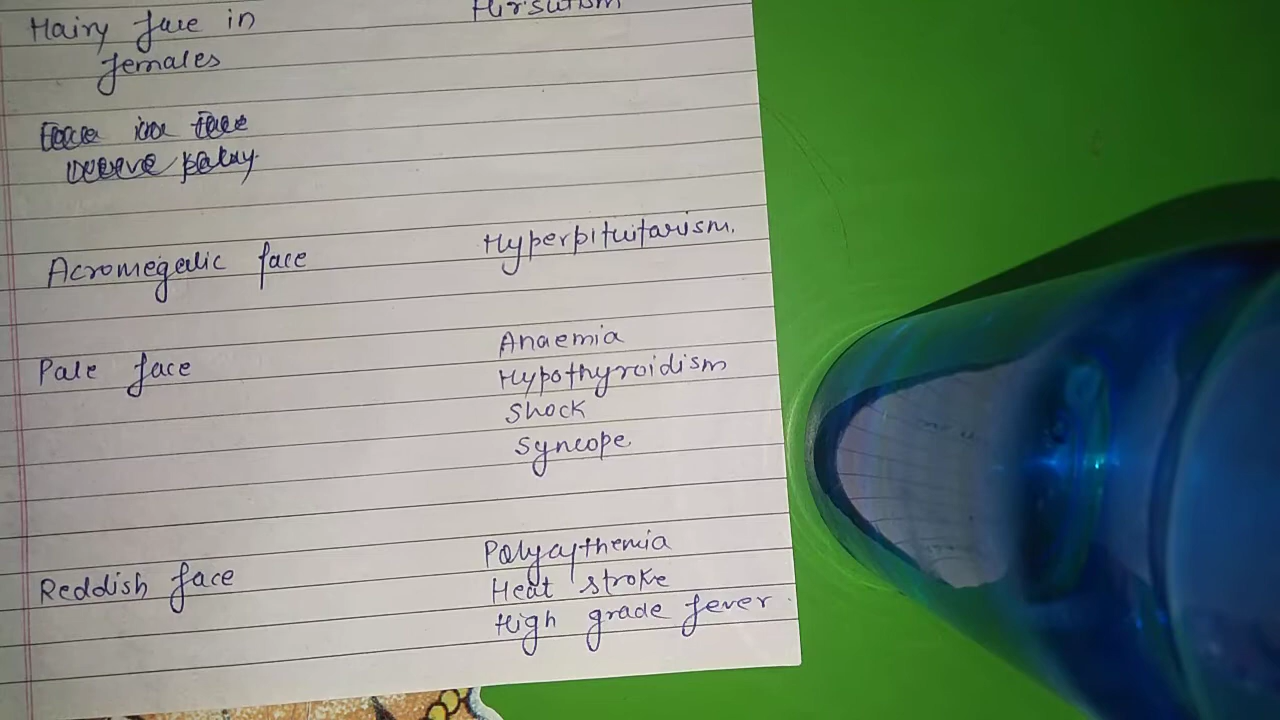 Hairy face in
Hirsutism
females
Acromegalic face
Hyperpituitarism.
Pale face
Anaemia
Hypothyroidism
Shock
Syncope
Reddish face
Polycythemia
Heat stroke
High grade fever.